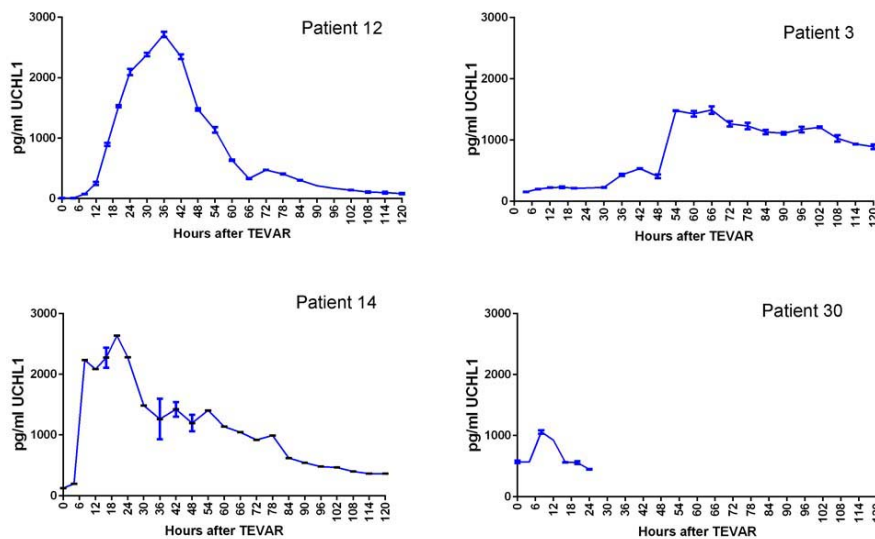 Patient 12
pg/ml UCHL1
3000
2000
1000
0
0 6 12 18 24 30 36 42 48 54 60 66 72 78 84 90 96 102 108 114 120
Hours after TEVAR
Patient 3
pg/ml UCHL1
3000
2000
1000
0
0 6 12 18 24 30 36 42 48 54 60 66 72 78 84 90 96 102 108 114 120
Hours after TEVAR
Patient 14
pg/ml UCHL1
3000
2000
1000
0
0 6 12 18 24 30 36 42 48 54 60 66 72 78 84 90 96 102 108 114 120
Hours after TEVAR
Patient 30
pg/ml UCHL1
3000
2000
1000
0
0 6 12 18 24 30 36 42 48 54 60 66 72 78 84 90 96 102 108 114 120
Hours after TEVAR